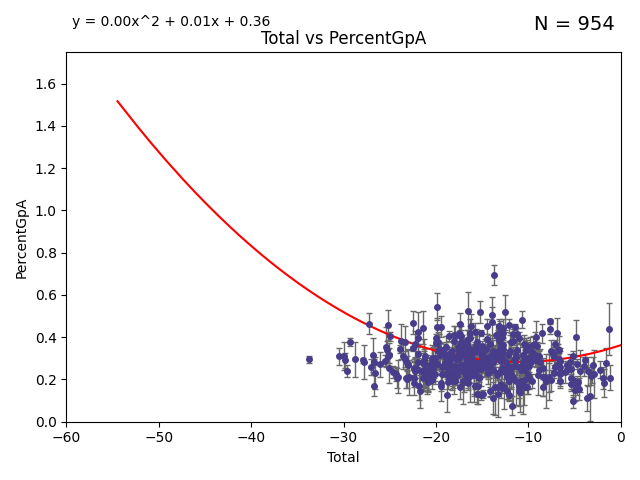 y = 0.00x^2 + 0.01x + 0.36
N = 954
Total vs PercentGpA
PercentGpA
1.6
1.4
1.2
1.0
0.8
0.6
0.4
0.2
0.0
−60 −50 −40 −30 −20 −10 0
Total